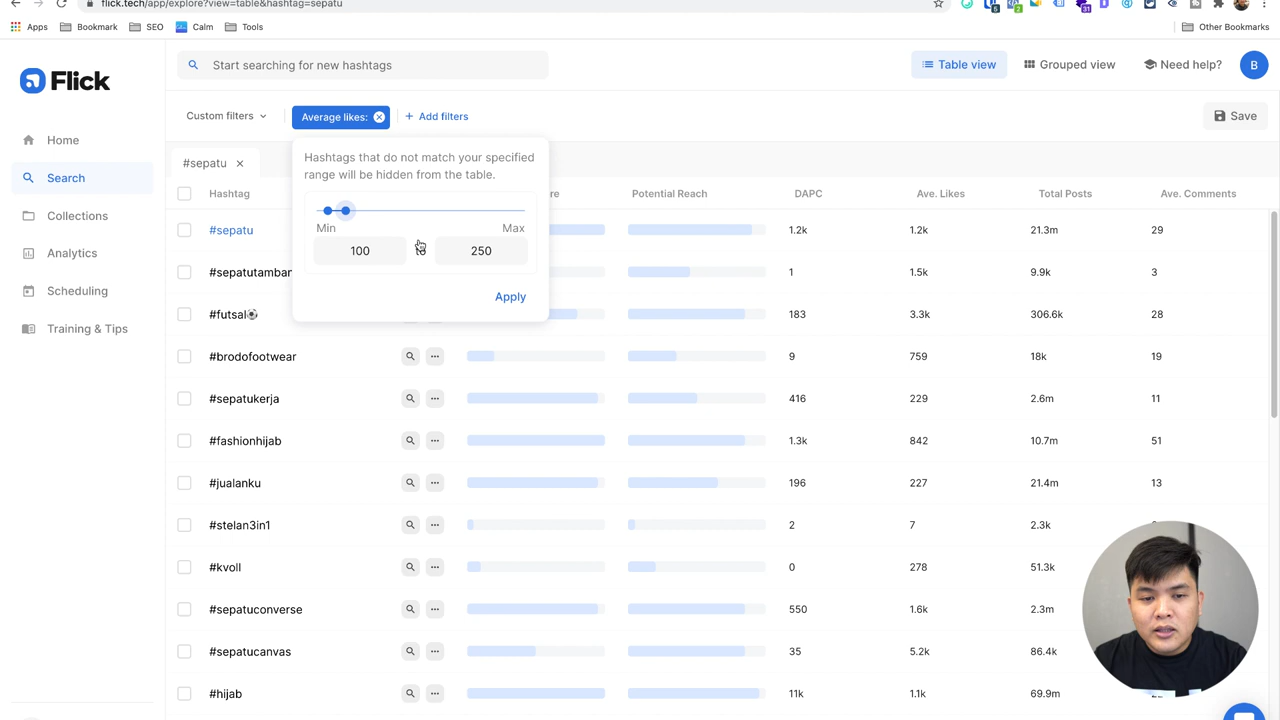 flick.tech/app/explore?view=table&hashtag=sepatu
Apps
Bookmark
SEO
Calm
Tools
Other Bookmarks
Flick
Start searching for new hashtags
Table view
Grouped view
Need help?
B
Home
Search
Collections
Analytics
Scheduling
Training & Tips
Custom filters
Average likes:
+ Add filters
Save
Hashtags that do not match your specified
range will be hidden from the table.
Min
Max
100
to
250
Apply
#sepatu
Hashtag
Potential Reach
DAPC
Ave. Likes
Total Posts
Ave. Comments
#sepatu 1.2k 1.2k 21.3m 29
#sepatutamban 1 1.5k 9.9k 3
#futsal⚽ 183 3.3k 306.6k 28
#brodofootwear 9 759 18k 19
#sepatukerja 416 229 2.6m 11
#fashionhijab 1.3k 842 10.7m 51
#jualanku 196 227 21.4m 13
#stelan3in1 2 7 2.3k
#kvoll 0 278 51.3k
#sepatuconverse 550 1.6k 2.3m
#sepatucanvas 35 5.2k 86.4k
#hijab 11k 1.1k 69.9m